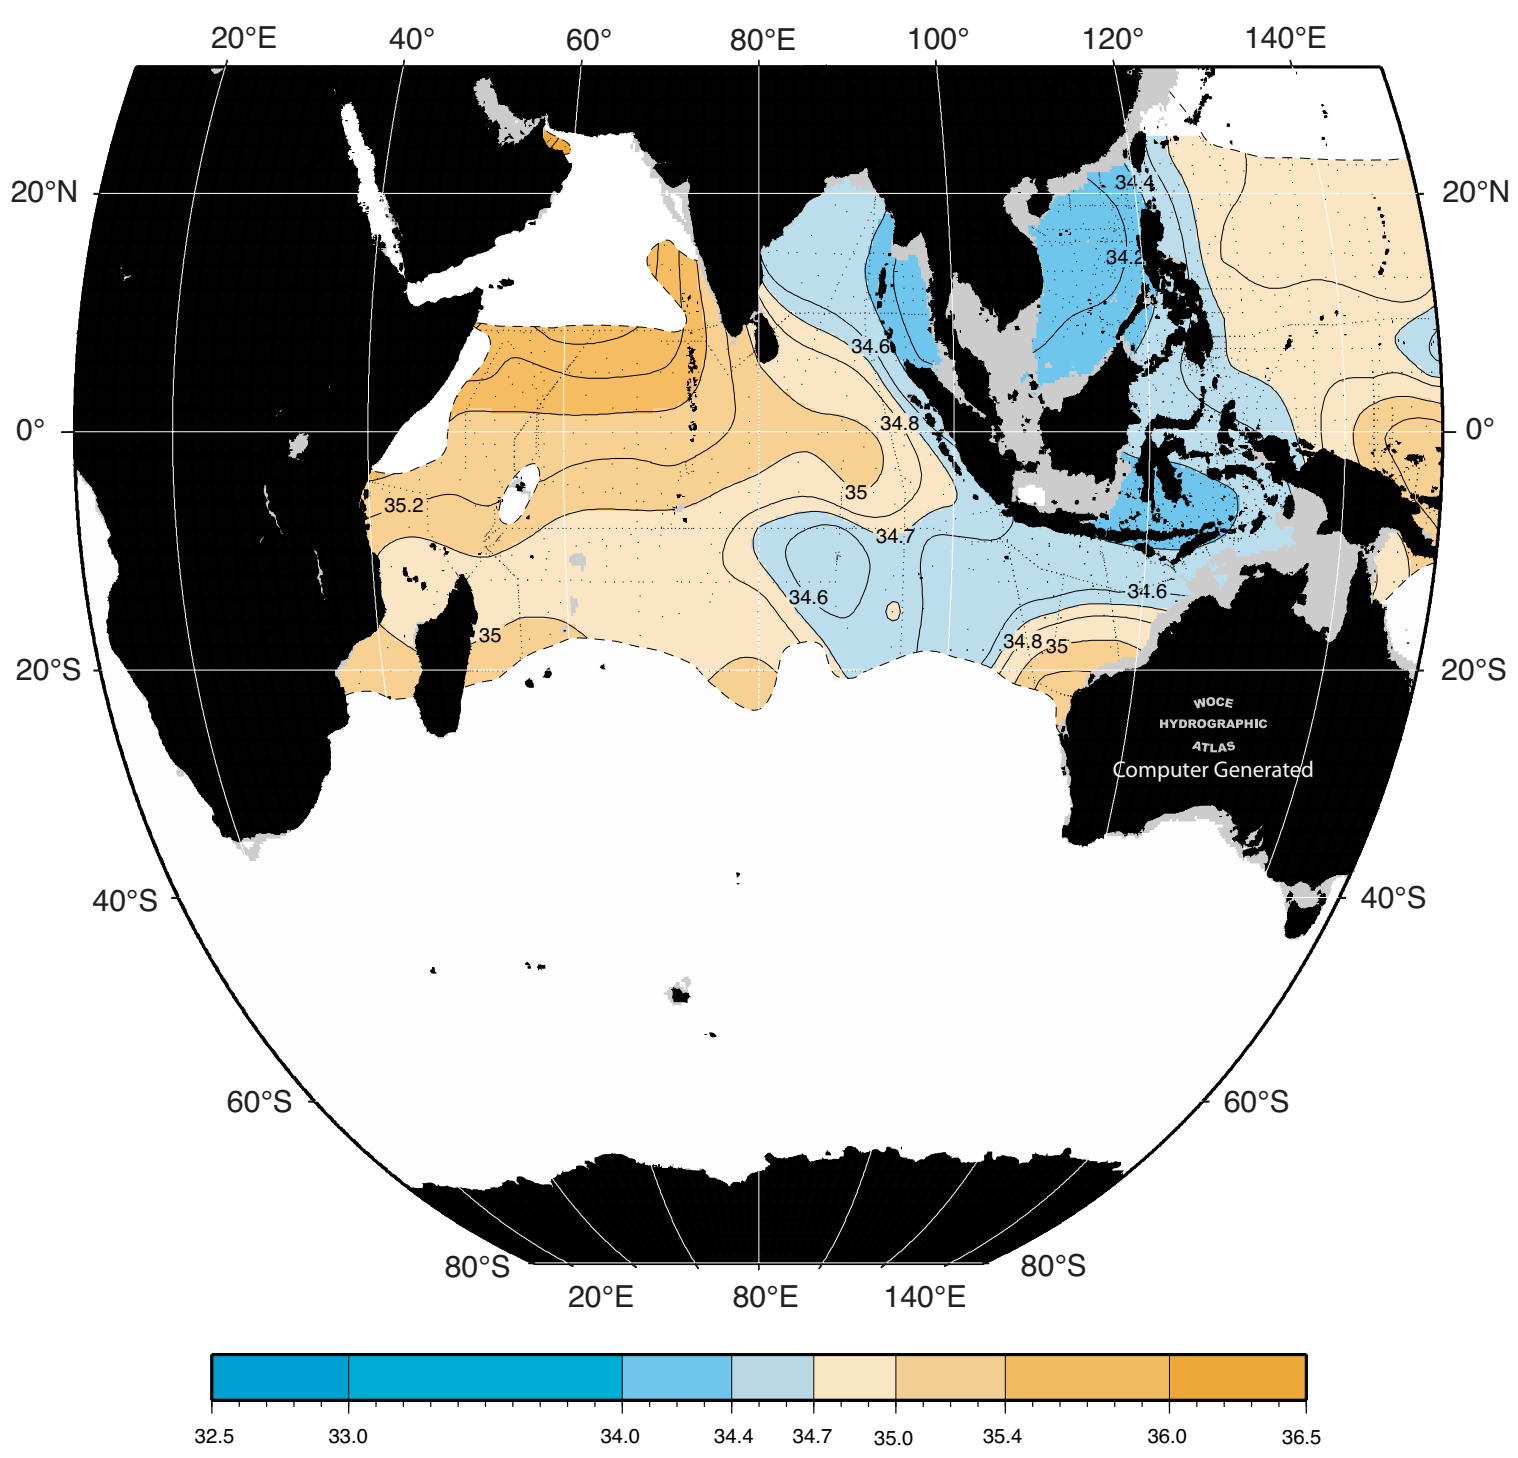 20°E 40° 60° 80°E 100° 120° 140°E
20°N 20°N
34.4
34.2
34.6
34.8
0° 0°
35
35.2
34.7
34.6 34.6
35 34.8 35
20°S 20°S
WOCE
HYDROGRAPHIC
ATLAS
Computer Generated
40°S 40°S
60°S 60°S
80°S 80°S
20°E 80°E 140°E
32.5 33.0 34.0 34.4 34.7 35.0 35.4 36.0 36.5